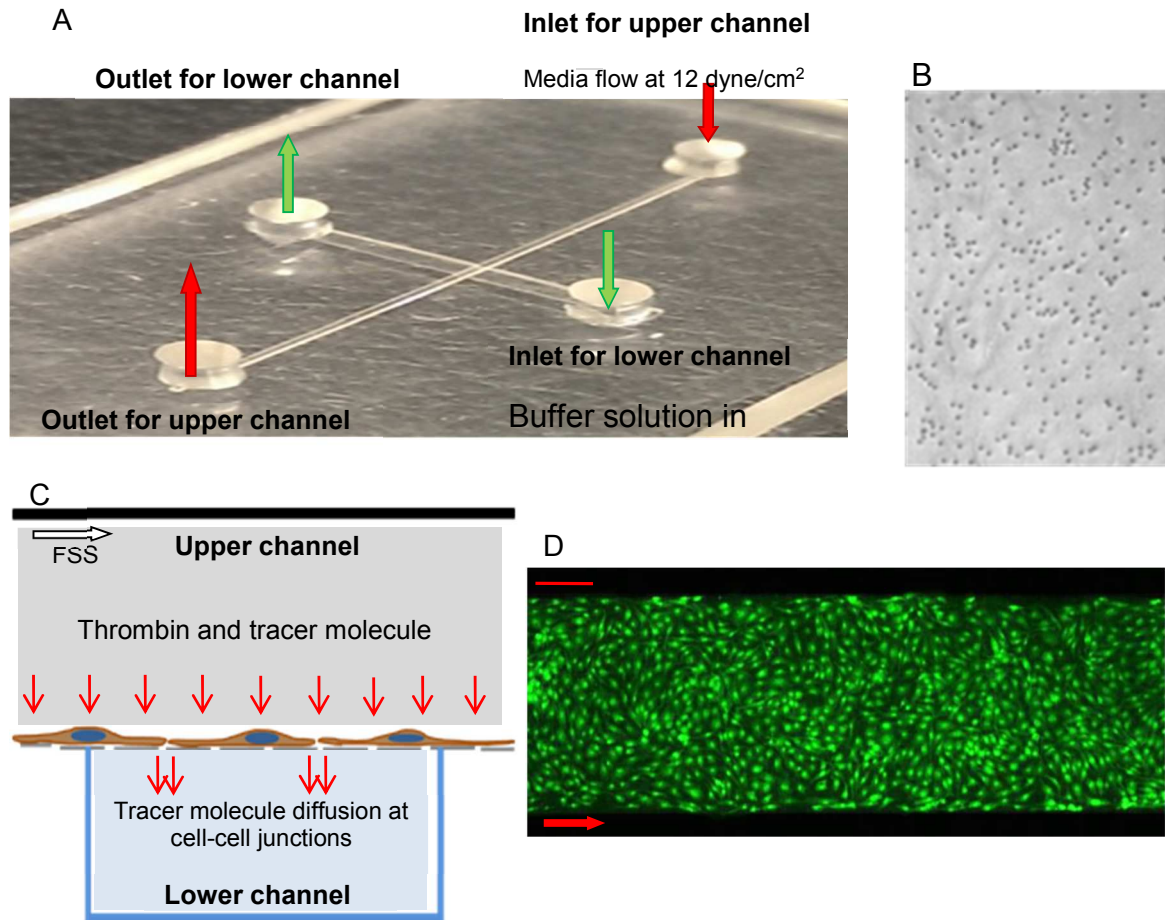 A
Inlet for upper channel
Outlet for lower channel
Media flow at 12 dyne/cm²
B
Inlet for lower channel
Outlet for upper channel
Buffer solution in
C
FSS
Upper channel
Thrombin and tracer molecule
Tracer molecule diffusion at
cell-cell junctions
Lower channel
D